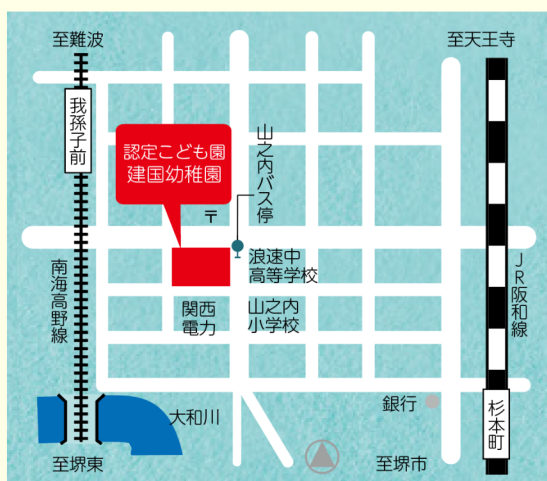 至難波
至天王寺
我孫子前
認定こども園
建国幼稚園
山之内バス停
〒
浪速中
高等学校
南海高野線
JR阪和線
関西
電力
山之内
小学校
大和川
銀行
杉本町
至堺東
至堺市